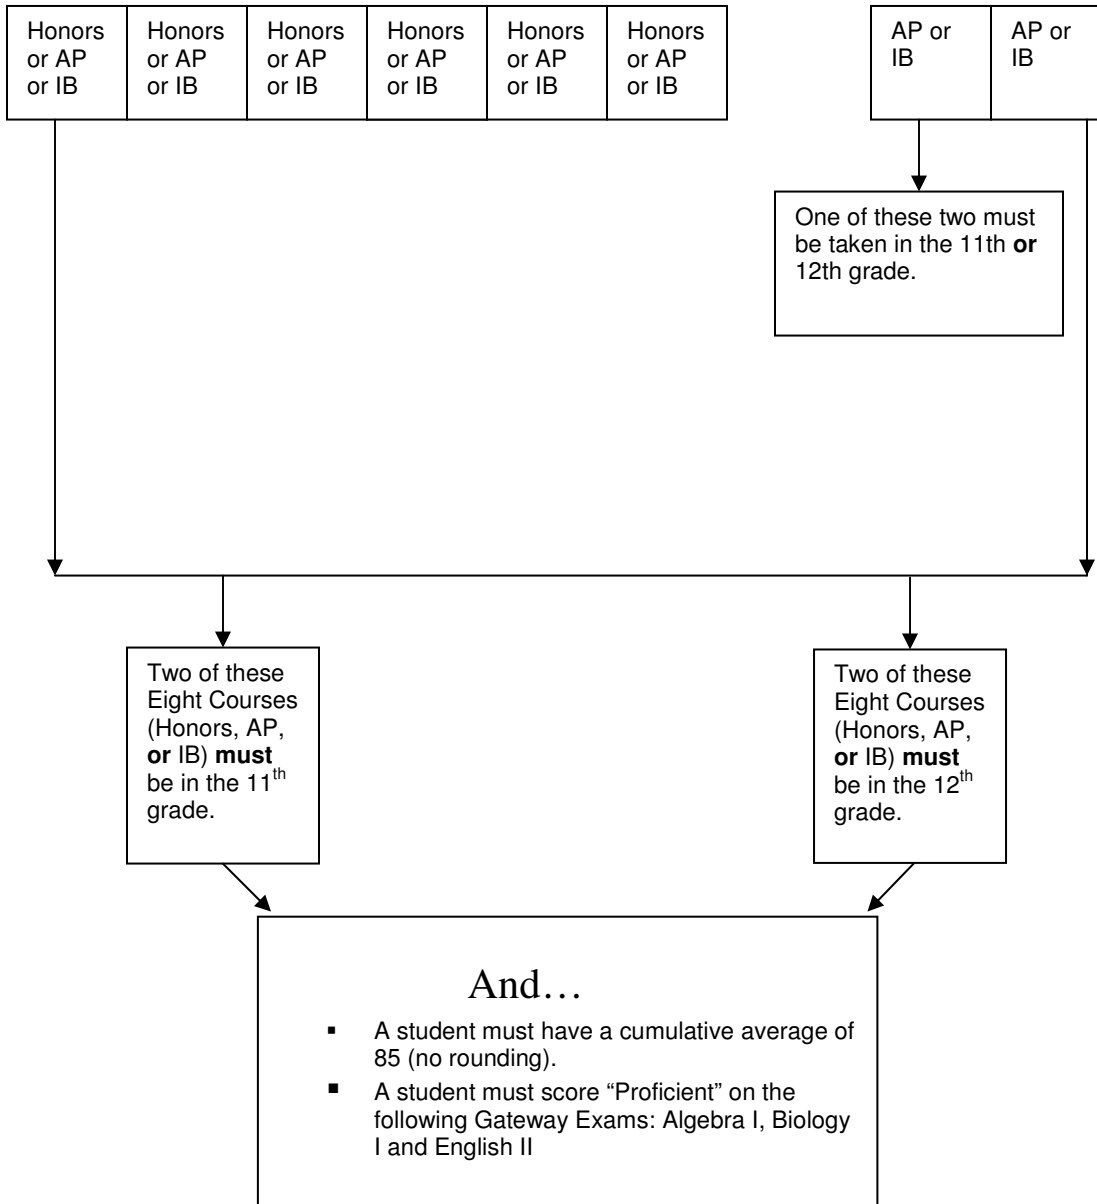 Honors
or AP
or IB
Honors
or AP
or IB
Honors
or AP
or IB
Honors
or AP
or IB
Honors
or AP
or IB
Honors
or AP
or IB
AP or
IB
AP or
IB
One of these two must
be taken in the 11th or
12th grade.
Two of these
Eight Courses
(Honors, AP,
or IB) must
be in the 11th
grade.
Two of these
Eight Courses
(Honors, AP,
or IB) must
be in the 12th
grade.
And…
▪ A student must have a cumulative average of
85 (no rounding).
▪ A student must score “Proficient” on the
following Gateway Exams: Algebra I, Biology
I and English II